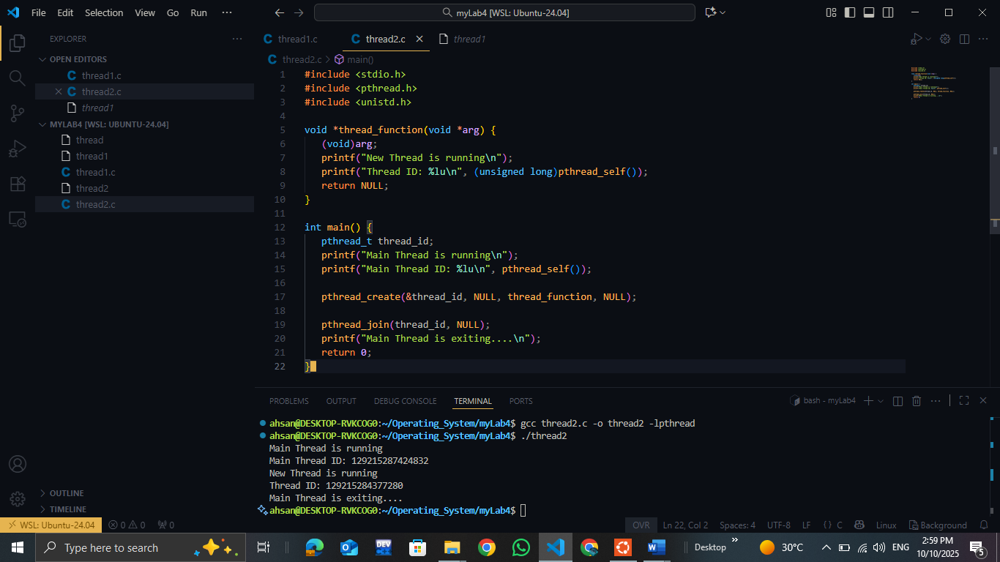 File Edit Selection View Go Run ···
myLab4 [WSL: Ubuntu-24.04]
EXPLORER
OPEN EDITORS
thread1.c
thread2.c
thread1
MYLAB4 [WSL: UBUNTU-24.04]
thread
thread1
thread1.c
thread2
thread2.c
OUTLINE
TIMELINE
thread1.c thread2.c thread1
thread2.c > main()
1 #include <stdio.h>
2 #include <pthread.h>
3 #include <unistd.h>
4
5 void *thread_function(void *arg) {
6 (void)arg;
7 printf("New Thread is running\n");
8 printf("Thread ID: %lu\n", (unsigned long)pthread_self());
9 return NULL;
10 }
11
12 int main() {
13 pthread_t thread_id;
14 printf("Main Thread is running\n");
15 printf("Main Thread ID: %lu\n", pthread_self());
16
17 pthread_create(&thread_id, NULL, thread_function, NULL);
18
19 pthread_join(thread_id, NULL);
20 printf("Main Thread is exiting....\n");
21 return 0;
22 }
PROBLEMS OUTPUT DEBUG CONSOLE TERMINAL PORTS
bash - myLab4
ahsan@DESKTOP-RVKCOG0:~/Operating_System/myLab4$ gcc thread2.c -o thread2 -lpthread
ahsan@DESKTOP-RVKCOG0:~/Operating_System/myLab4$ ./thread2
Main Thread is running
Main Thread ID: 129215287424832
New Thread is running
Thread ID: 129215284377280
Main Thread is exiting....
ahsan@DESKTOP-RVKCOG0:~/Operating_System/myLab4$
WSL: Ubuntu-24.04 0 0 0 OVR Ln 22, Col 2 Spaces: 4 UTF-8 LF {} C Linux Background
Type here to search
DEV
Desktop
30°C
ENG
2:59 PM
10/10/2025
5